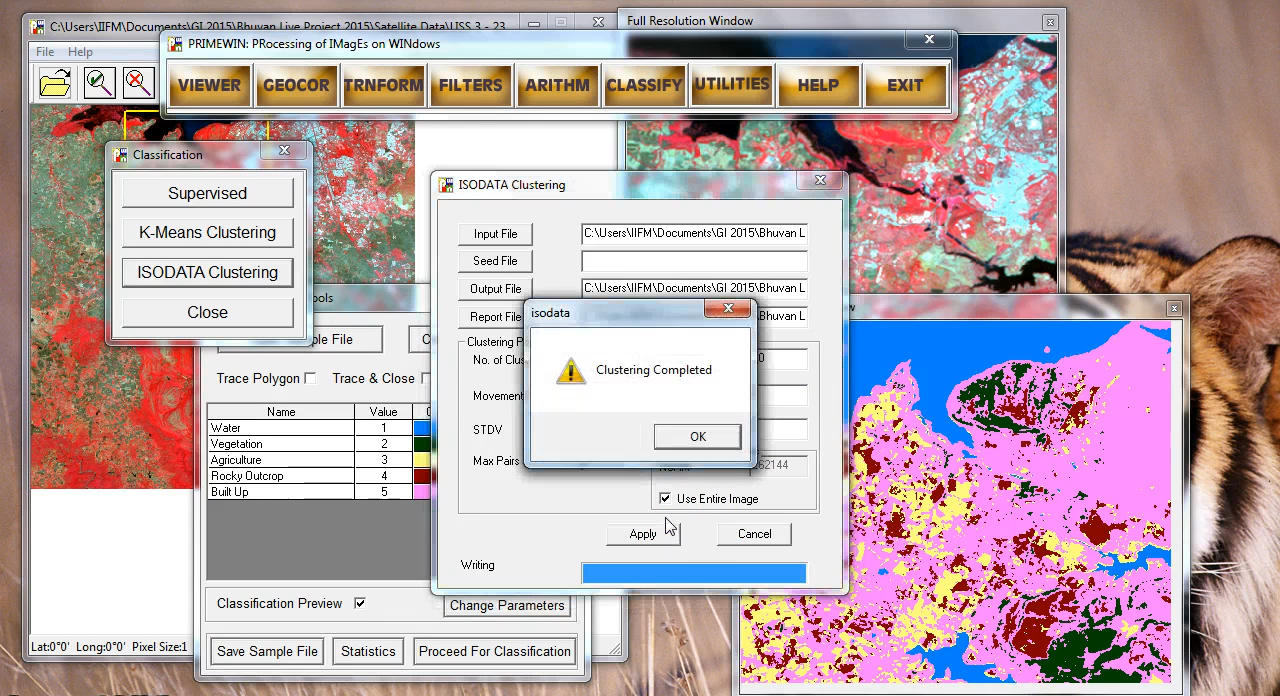 C:\Users\IIFM\Documents\GI 2015\Bhuvan Live Project 2015\Satellite Data\LISS 3 - 23
Full Resolution Window
File Help
PRIMEWIN: PRocessing of IMagEs on WINdows
VIEWER GEOCOR TRNFORM FILTERS ARITHM CLASSIFY UTILITIES HELP EXIT
Classification
Supervised
K-Means Clustering
ISODATA Clustering
Close
ISODATA Clustering
Input File C:\Users\IIFM\Documents\GI 2015\Bhuvan L
Seed File
Output File C:\Users\IIFM\Documents\GI 2015\Bhuvan L
File
Clustering
No. of
Movement
STDV
Max Pairs
62144
Use Entire Image
Apply Cancel
Writing
isodata
Clustering Completed
OK
File
Trace Polygon Trace & Close
Name Value
Water 1
Vegetation 2
Agriculture 3
Rocky Outcrop 4
Built Up 5
Classification Preview Change Parameters
Save Sample File Statistics Proceed For Classification
Lat:0°0' Long:0°0' Pixel Size:1